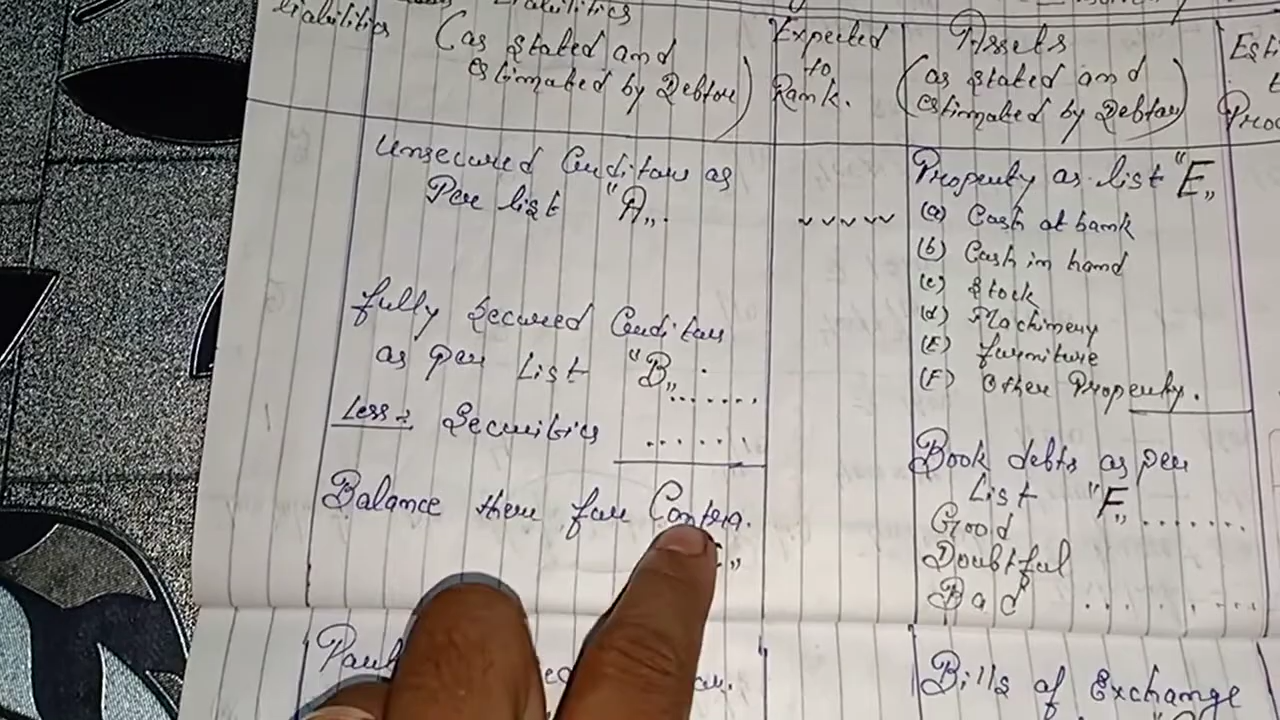 Liabilities
Liabilities
(as stated and
estimated by Debtor)
Expected
to
Rank.
Assets
(as stated and
estimated by Debtor)
Unsecured Creditors as
Per list "A".
fully Secured Creditors
as per List "B" .......
Less:- Securities ......
Balance there fore Contra.
Property as list "E"
(a) Cash at bank
(b) Cash in hand
(c) Stock
(d) Machinery
(E) furniture
(F) Other Property.
Book debts as per
List "F" .......
Good
Doubtful
Bad ........
Bills of Exchange